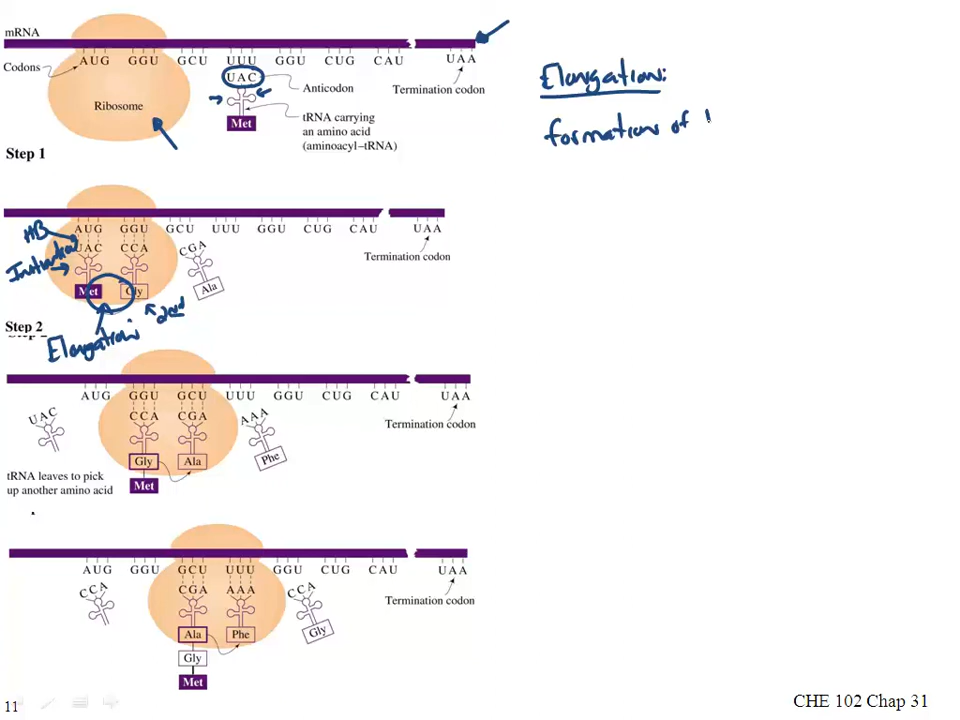 mRNA
AUG GGU GCU UUU GGU CUG CAU UAA
Codons
UAC
Anticodon
Termination codon
Ribosome
tRNA carrying
an amino acid
(aminoacyl–tRNA)
Met
Step 1
Elongation:
formation of
AUG GGU GCU UUU GGU CUG CAU UAA
HB
UAC CCA CGA
Initiation
Termination codon
Met Gly Ala
2nd
Step 2
Elongation:
AUG GGU GCU UUU GGU CUG CAU UAA
UAC CCA CGA AAA
Termination codon
Gly Ala Phe
tRNA leaves to pick
up another amino acid
Met
AUG GGU GCU UUU GGU CUG CAU UAA
CCA CGA AAA CCA
Termination codon
Ala Phe Gly
Gly
Met
11
CHE 102 Chap 31